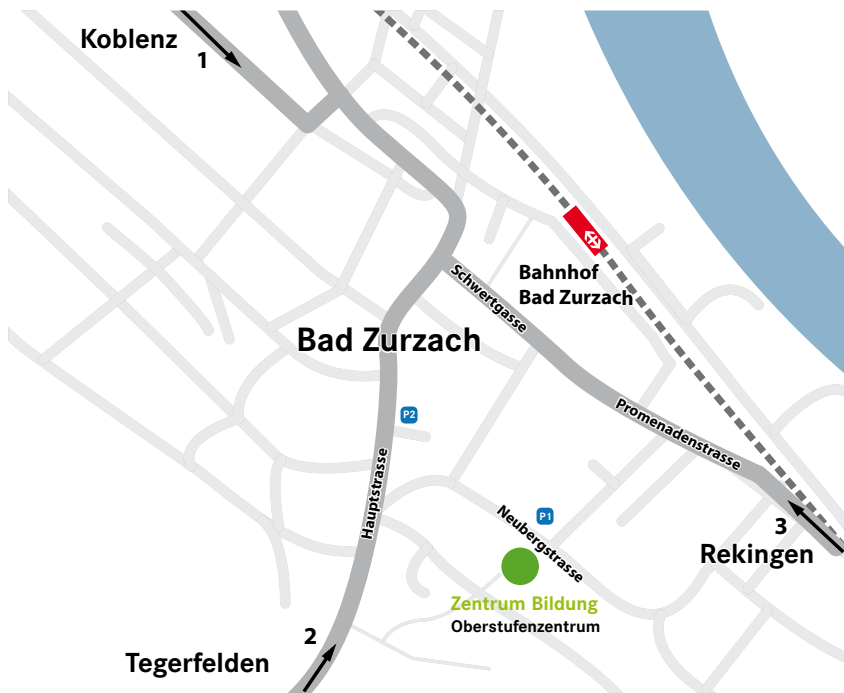 Koblenz
1
Bahnhof
Bad Zurzach
Schwertgasse
Bad Zurzach
P2
Promenadenstrasse
Hauptstrasse
P1
Neubergstrasse
3
Rekingen
Zentrum Bildung
Oberstufenzentrum
2
Tegerfelden